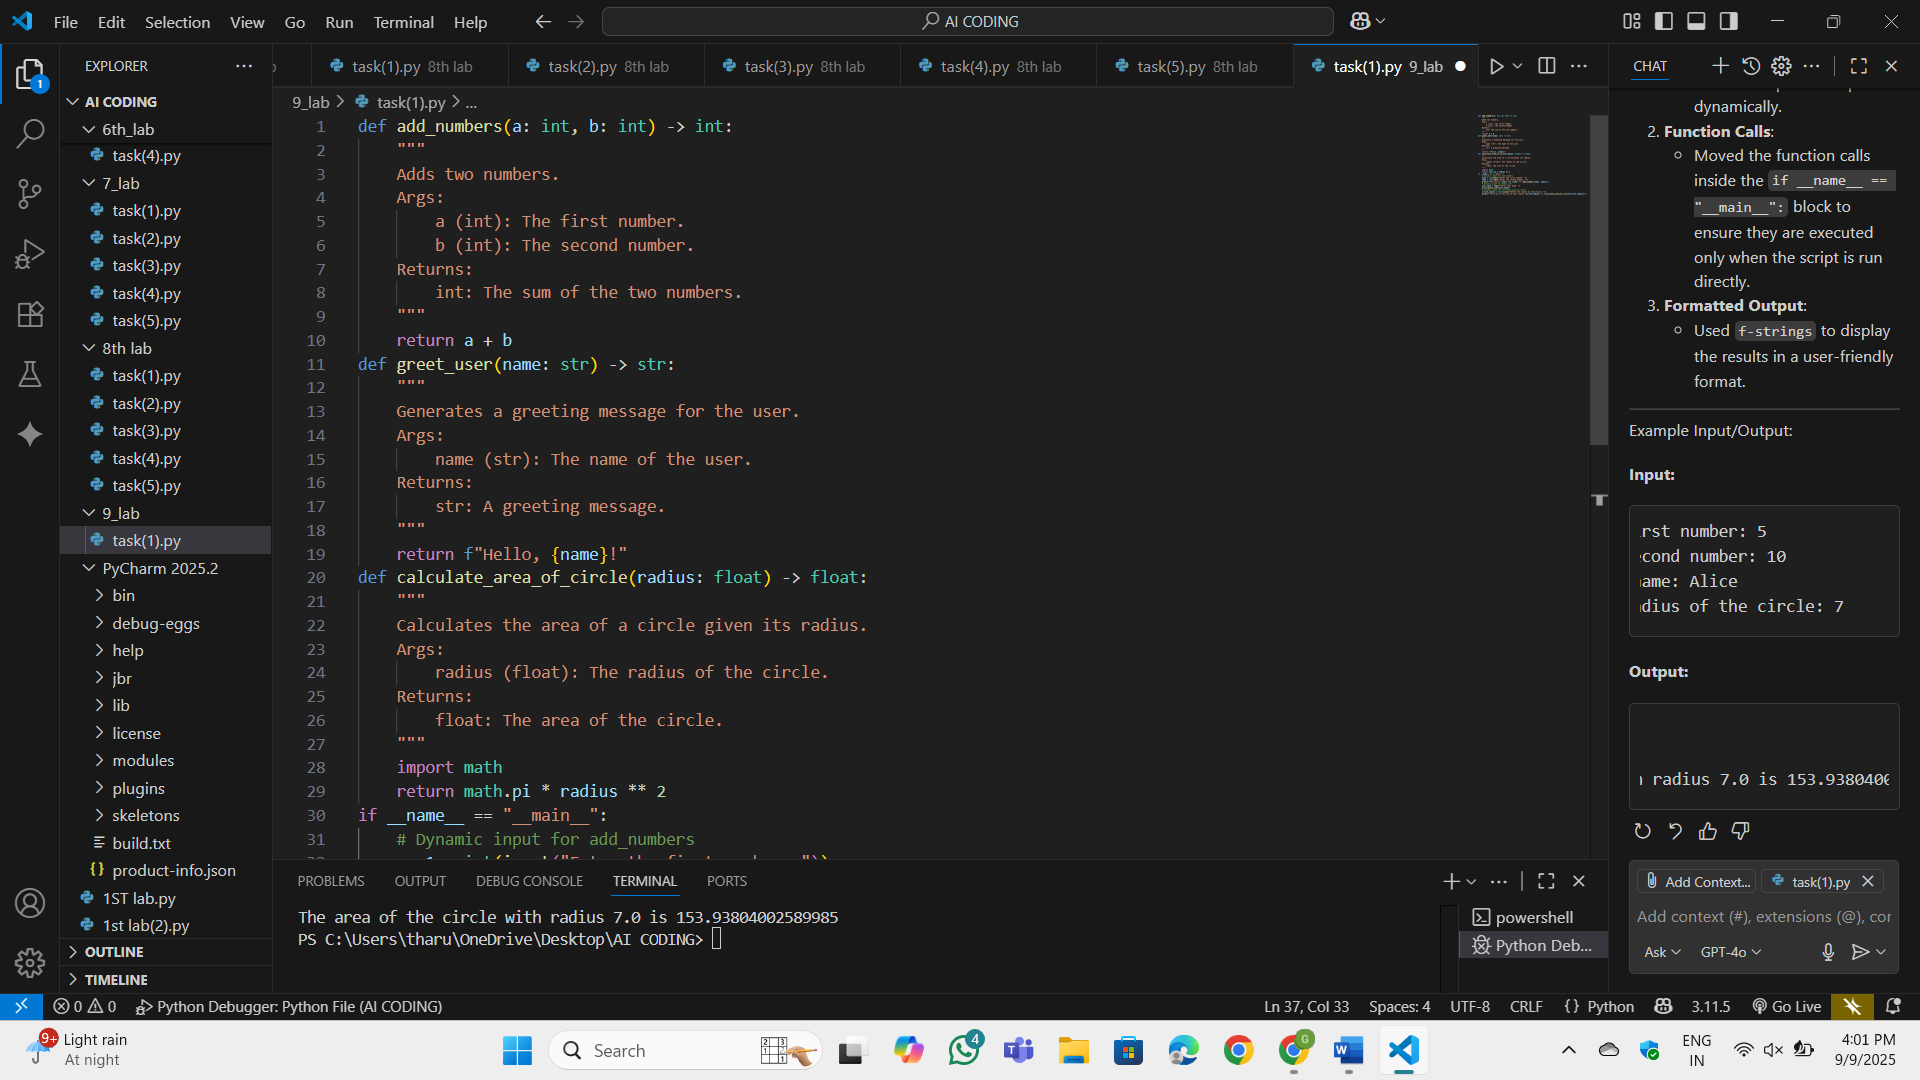 File Edit Selection View Go Run Terminal Help
AI CODING
EXPLORER
AI CODING
6th_lab
task(4).py
7_lab
task(1).py
task(2).py
task(3).py
task(4).py
task(5).py
8th lab
task(1).py
task(2).py
task(3).py
task(4).py
task(5).py
9_lab
task(1).py
PyCharm 2025.2
bin
debug-eggs
help
jbr
lib
license
modules
plugins
skeletons
build.txt
product-info.json
1ST lab.py
1st lab(2).py
OUTLINE
TIMELINE
1
task(1).py 8th lab
task(2).py 8th lab
task(3).py 8th lab
task(4).py 8th lab
task(5).py 8th lab
task(1).py 9_lab
9_lab > task(1).py > ...
1 def add_numbers(a: int, b: int) -> int:
2 """
3 Adds two numbers.
4 Args:
5 a (int): The first number.
6 b (int): The second number.
7 Returns:
8 int: The sum of the two numbers.
9 """
10 return a + b
11 def greet_user(name: str) -> str:
12 """
13 Generates a greeting message for the user.
14 Args:
15 name (str): The name of the user.
16 Returns:
17 str: A greeting message.
18 """
19 return f"Hello, {name}!"
20 def calculate_area_of_circle(radius: float) -> float:
21 """
22 Calculates the area of a circle given its radius.
23 Args:
24 radius (float): The radius of the circle.
25 Returns:
26 float: The area of the circle.
27 """
28 import math
29 return math.pi * radius ** 2
30 if __name__ == "__main__":
31 # Dynamic input for add_numbers
PROBLEMS OUTPUT DEBUG CONSOLE TERMINAL PORTS
The area of the circle with radius 7.0 is 153.93804002589985
PS C:\Users\tharu\OneDrive\Desktop\AI CODING>
powershell
Python Deb...
CHAT
dynamically.
2. Function Calls:
Moved the function calls
inside the if __name__ ==
"__main__": block to
ensure they are executed
only when the script is run
directly.
3. Formatted Output:
Used f-strings to display
the results in a user-friendly
format.
Example Input/Output:
Input:
rst number: 5
cond number: 10
ame: Alice
dius of the circle: 7
Output:
radius 7.0 is 153.9380400
Add Context...
task(1).py
Add context (#), extensions (@), cor
Ask GPT-4o
0 0 Python Debugger: Python File (AI CODING)
Ln 37, Col 33 Spaces: 4 UTF-8 CRLF {} Python 3.11.5 Go Live
9+
Light rain
At night
Search
4
G
ENG
IN
4:01 PM
9/9/2025